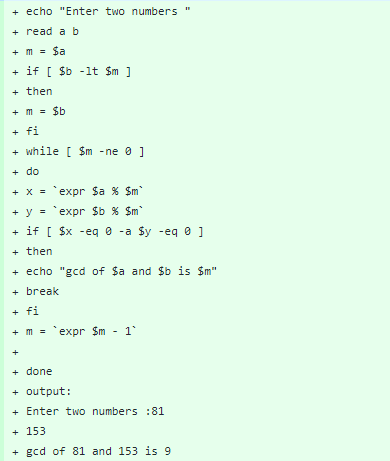 + echo "Enter two numbers "
+ read a b
+ m = $a
+ if [ $b -lt $m ]
+ then
+ m = $b
+ fi
+ while [ $m -ne 0 ]
+ do
+ x = `expr $a % $m`
+ y = `expr $b % $m`
+ if [ $x -eq 0 -a $y -eq 0 ]
+ then
+ echo "gcd of $a and $b is $m"
+ break
+ fi
+ m = `expr $m - 1`
+
+ done
+ output:
+ Enter two numbers :81
+ 153
+ gcd of 81 and 153 is 9